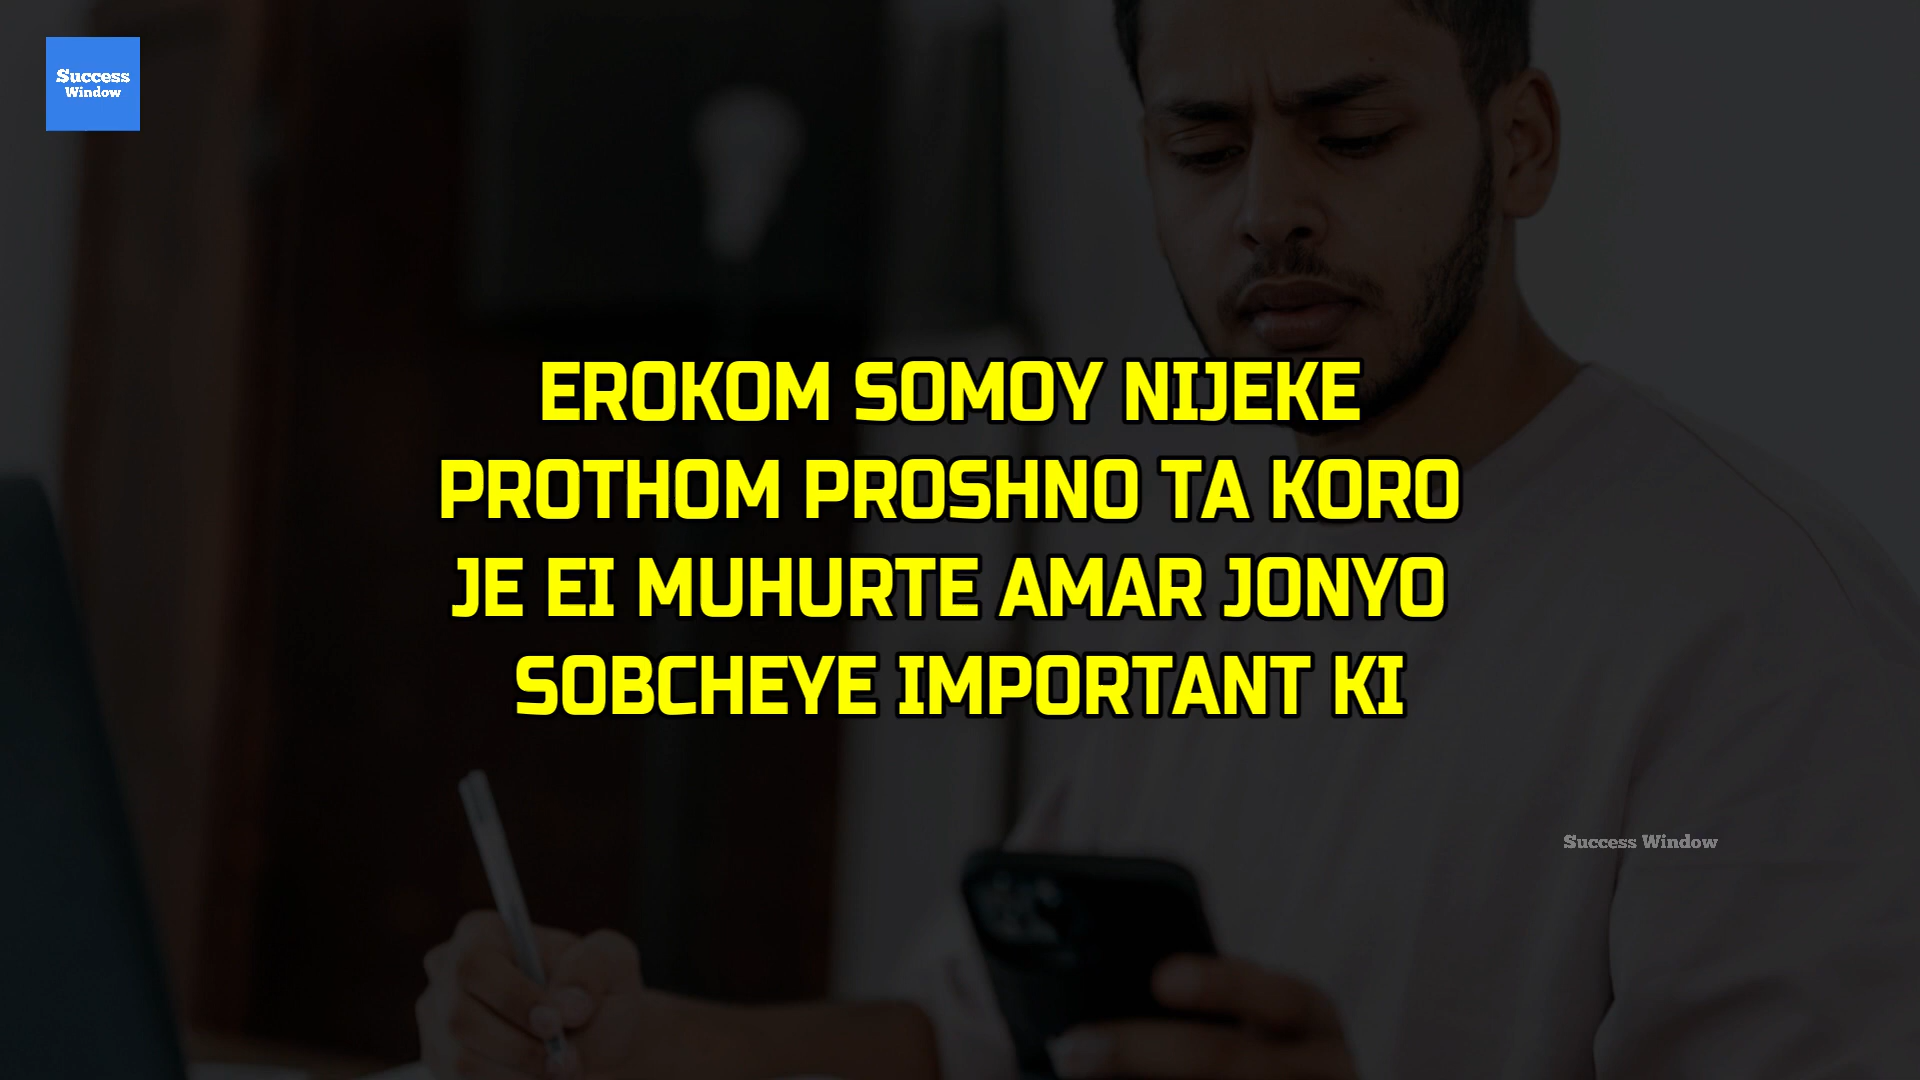 Success
Window
EROKOM SOMOY NIJEKE
PROTHOM PROSHNO TA KORO
JE EI MUHURTE AMAR JONYO
SOBCHEYE IMPORTANT KI
Success Window